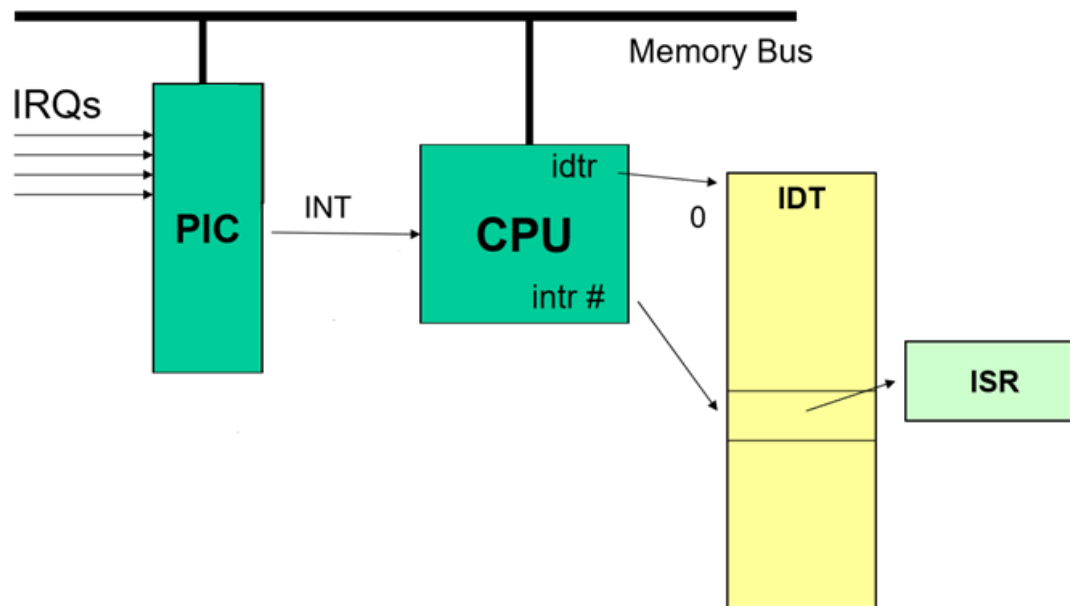 Memory Bus
IRQs
idtr
IDT
INT
0
PIC
CPU
intr #
ISR